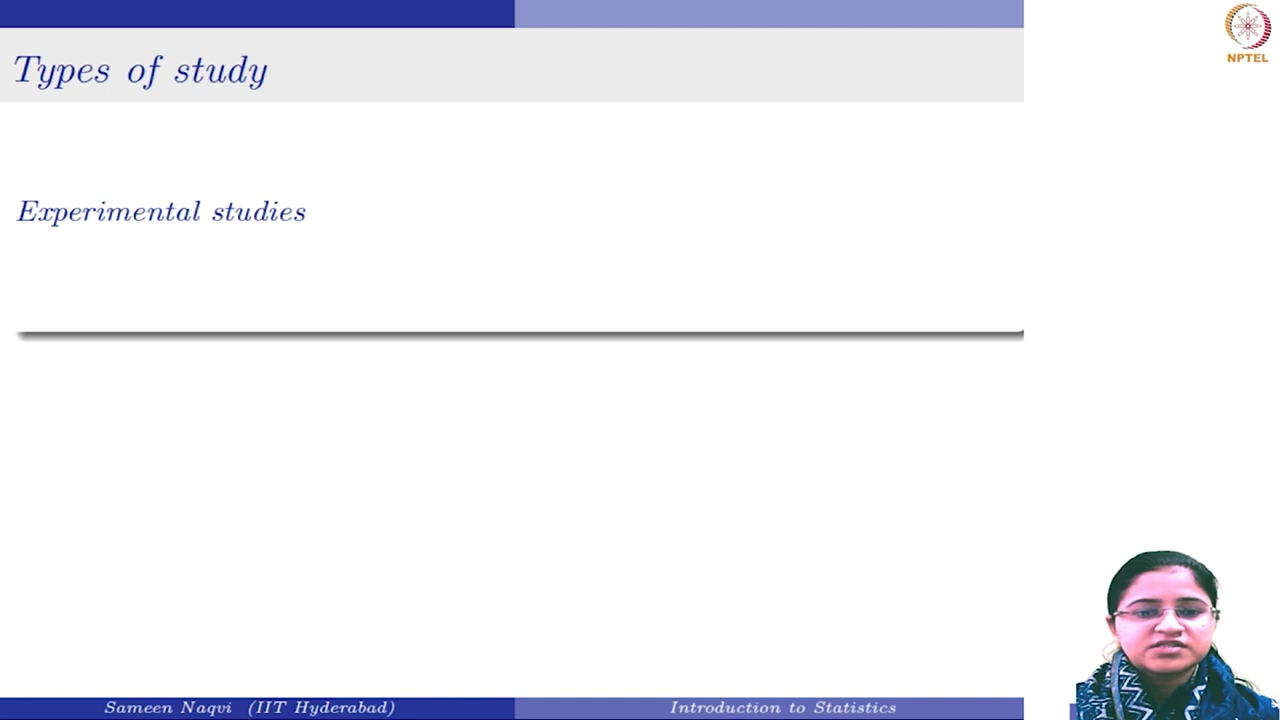 NPTEL
Types of study
Experimental studies
Sameen Naqvi (IIT Hyderabad)
Introduction to Statistics